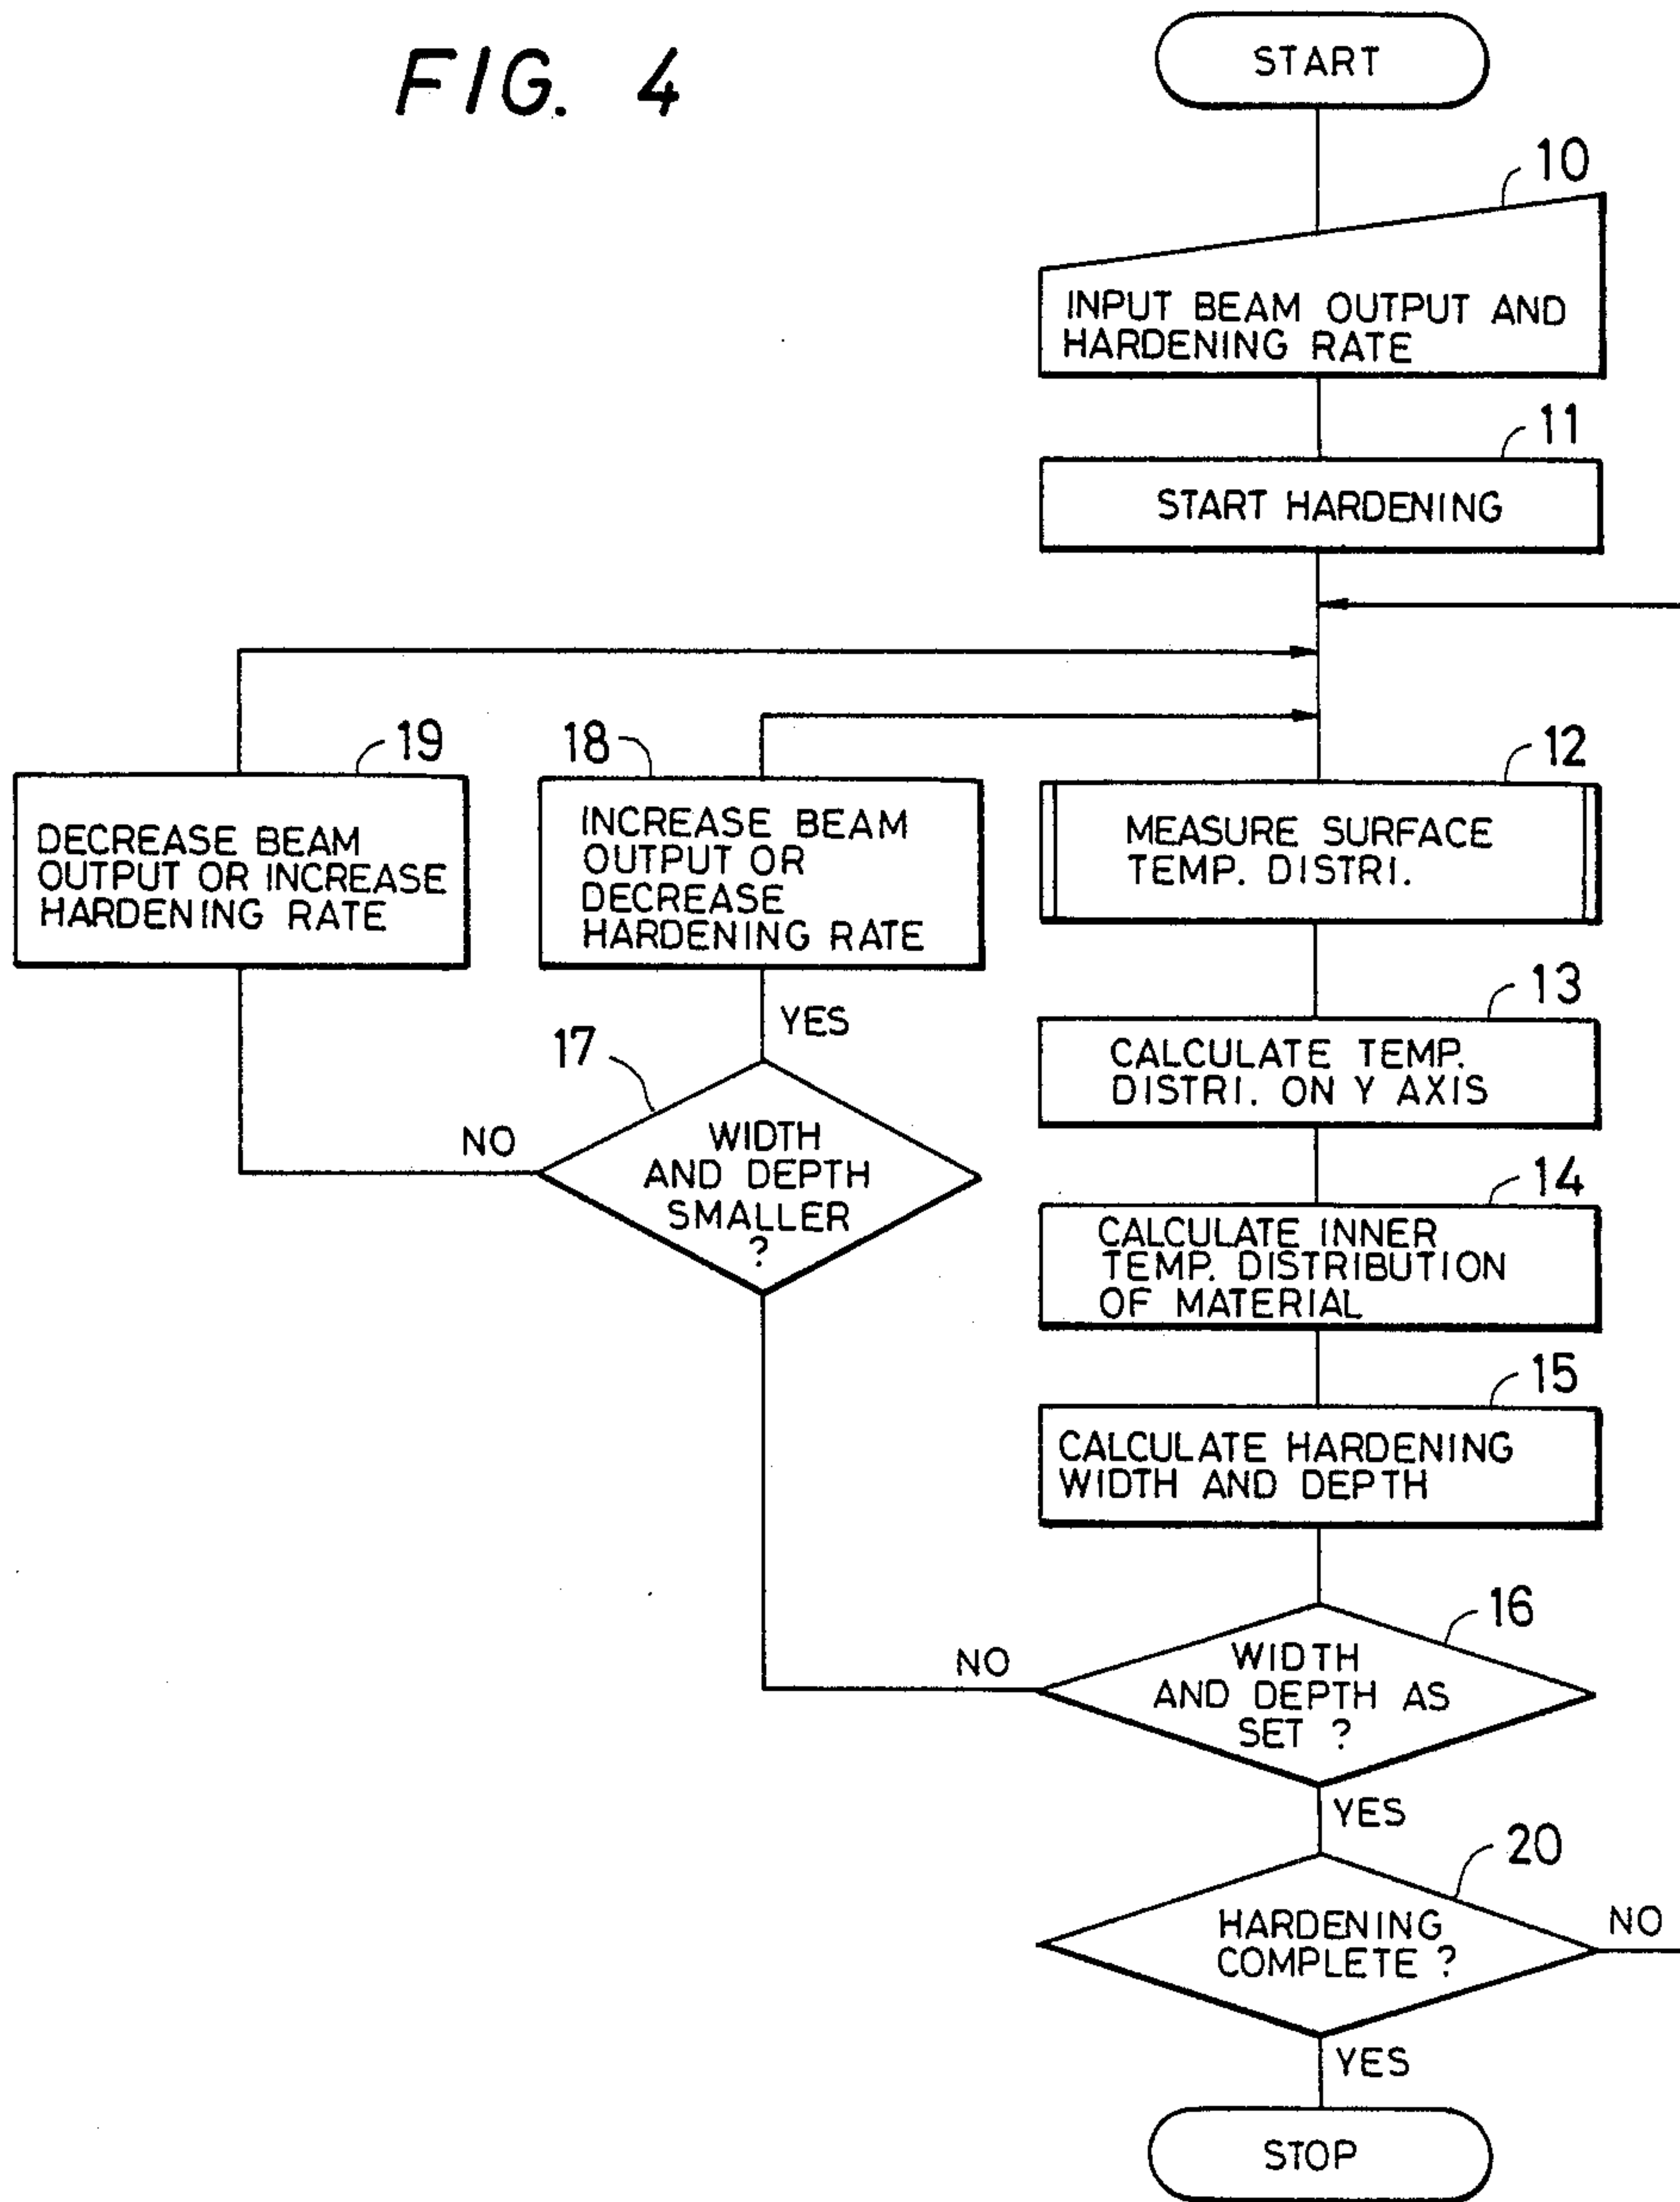 FIG. 4
START
10
INPUT BEAM OUTPUT AND
HARDENING RATE
11
START HARDENING
12
MEASURE SURFACE
TEMP. DISTRI.
13
CALCULATE TEMP.
DISTRI. ON Y AXIS
14
CALCULATE INNER
TEMP. DISTRIBUTION
OF MATERIAL
15
CALCULATE HARDENING
WIDTH AND DEPTH
16
WIDTH
AND DEPTH AS
SET ?
NO
YES
17
WIDTH
AND DEPTH
SMALLER
?
YES
NO
18
INCREASE BEAM
OUTPUT OR
DECREASE
HARDENING RATE
19
DECREASE BEAM
OUTPUT OR INCREASE
HARDENING RATE
20
HARDENING
COMPLETE ?
NO
YES
STOP